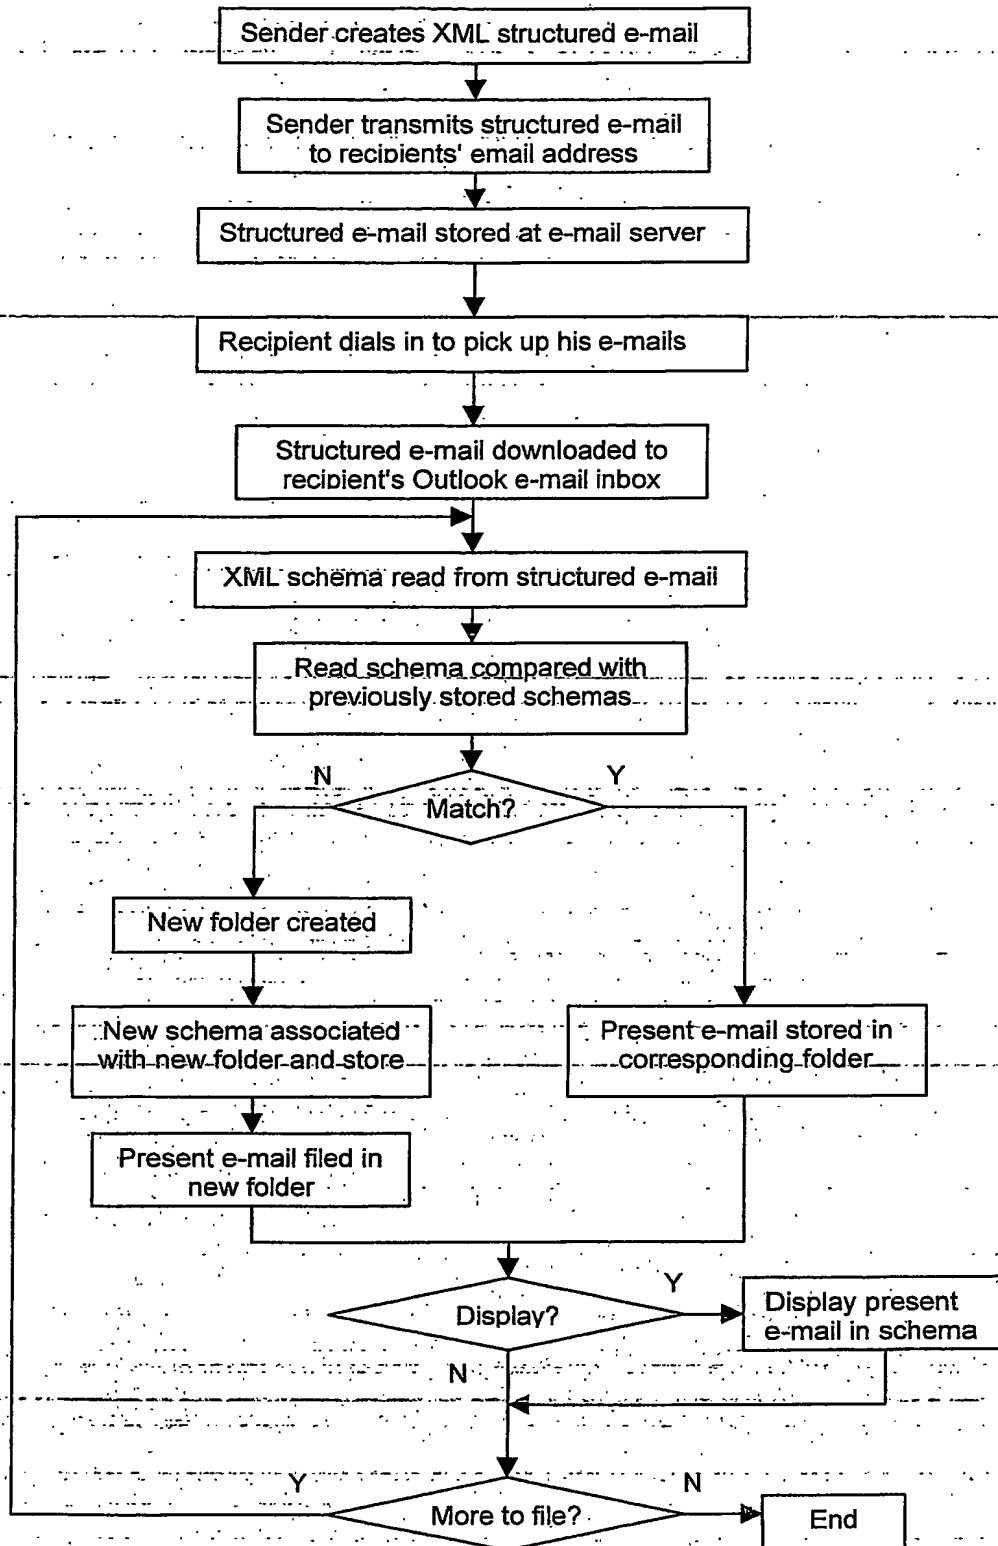 Sender creates XML structured e-mail
Sender transmits structured e-mail
to recipients' email address
Structured e-mail stored at e-mail server
Recipient dials in to pick up his e-mails
Structured e-mail downloaded to
recipient's Outlook e-mail inbox
XML schema read from structured e-mail
Read schema compared with
previously stored schemas
N
Y
Match?
New folder created
New schema associated
with new folder and store
Present e-mail stored in
corresponding folder
Present e-mail filed in
new folder
Y
Display?
Display present
e-mail in schema
N
Y
N
More to file?
End